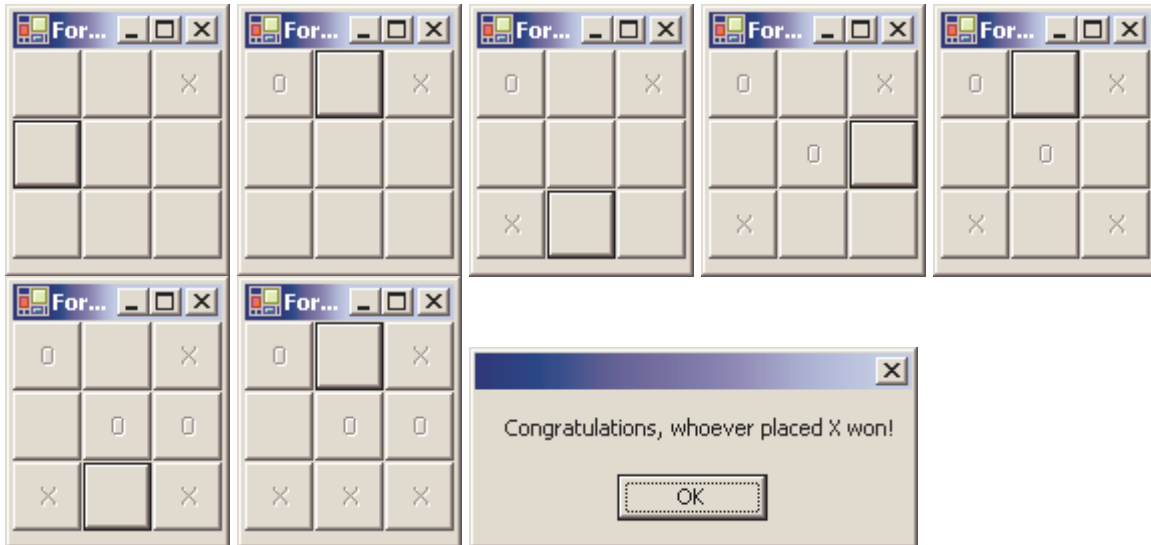 For... For... For... For... For...
X O X O X O X O X
O O
X X X X
For... For...
O X O X
O O O O
X X X X X
Congratulations, whoever placed X won!
OK